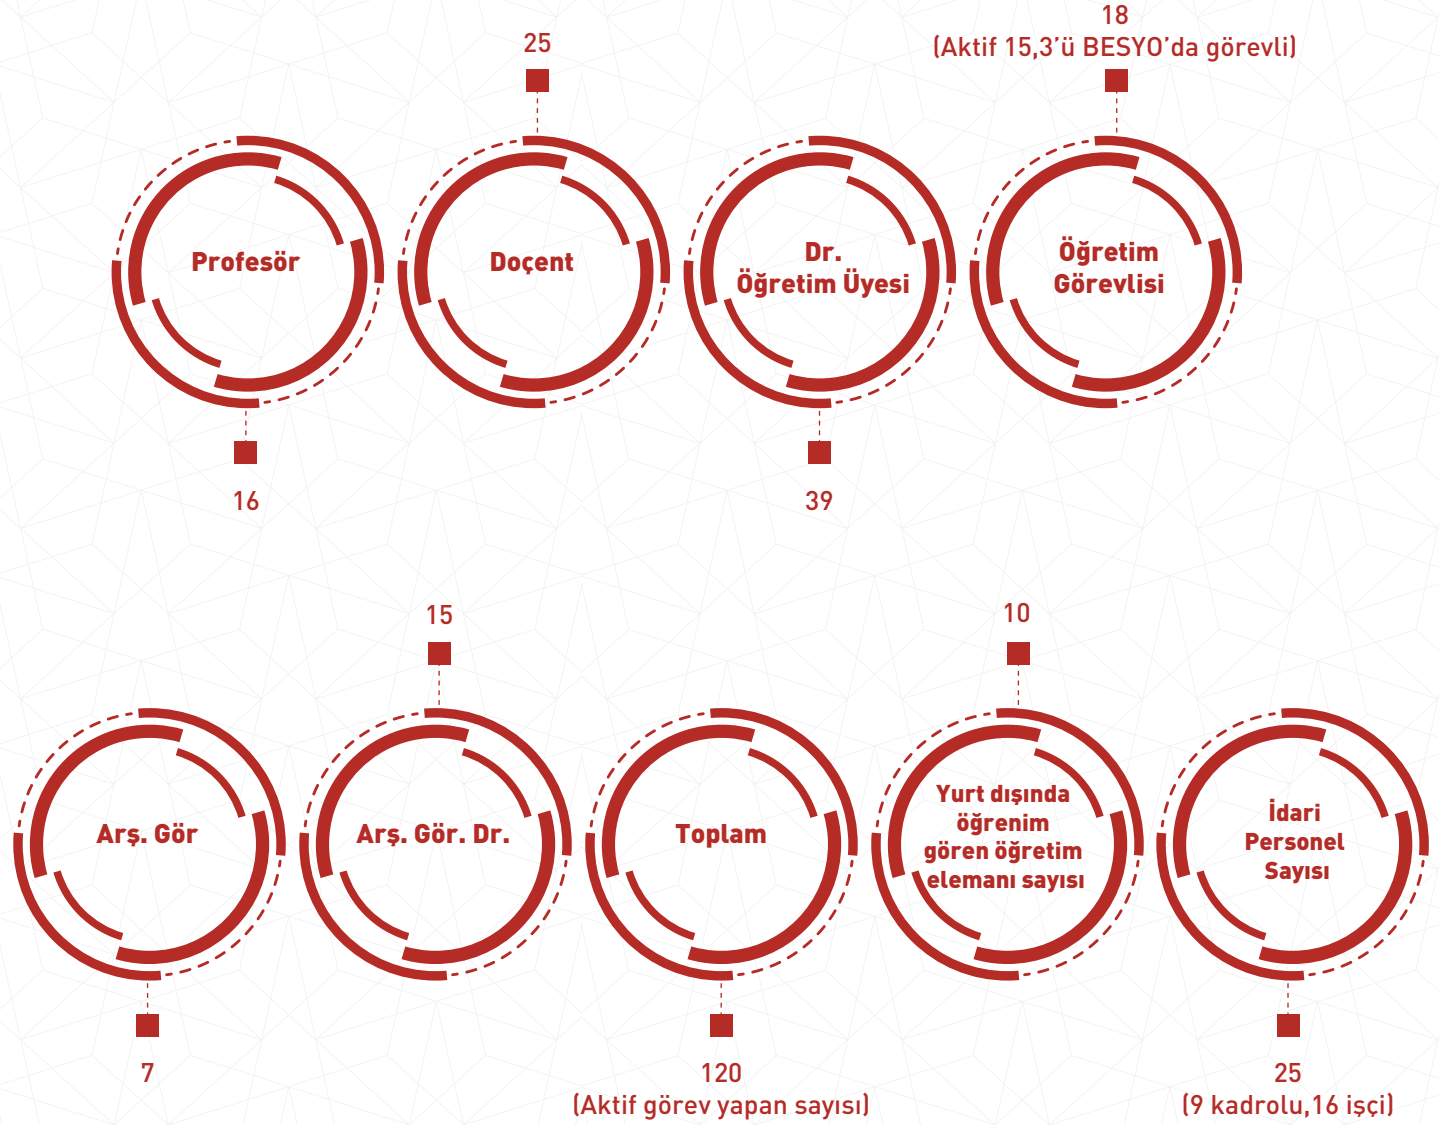 18
(Aktif 15,3’ü BESYO’da görevli)
25
Profesör
Doçent
Dr.
Öğretim Üyesi
Öğretim
Görevlisi
16
39
15
10
Arş. Gör
Arş. Gör. Dr.
Toplam
Yurt dışında
öğrenim
gören öğretim
elemanı sayısı
İdari
Personel
Sayısı
7
120
(Aktif görev yapan sayısı)
25
(9 kadrolu,16 işçi)